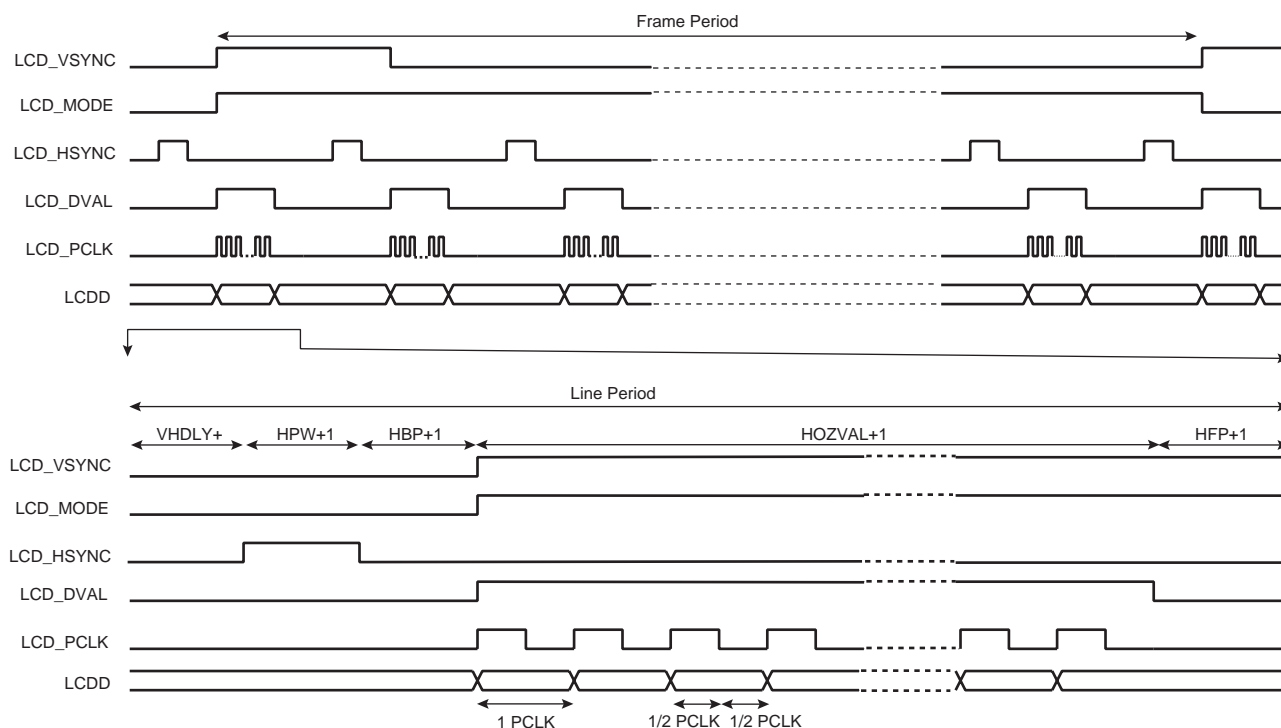 Frame Period
LCD_VSYNC
LCD_MODE
LCD_HSYNC
LCD_DVAL
LCD_PCLK
LCDD
Line Period
VHDLY+ HPW+1 HBP+1 HOZVAL+1 HFP+1
LCD_VSYNC
LCD_MODE
LCD_HSYNC
LCD_DVAL
LCD_PCLK
LCDD
1 PCLK 1/2 PCLK 1/2 PCLK